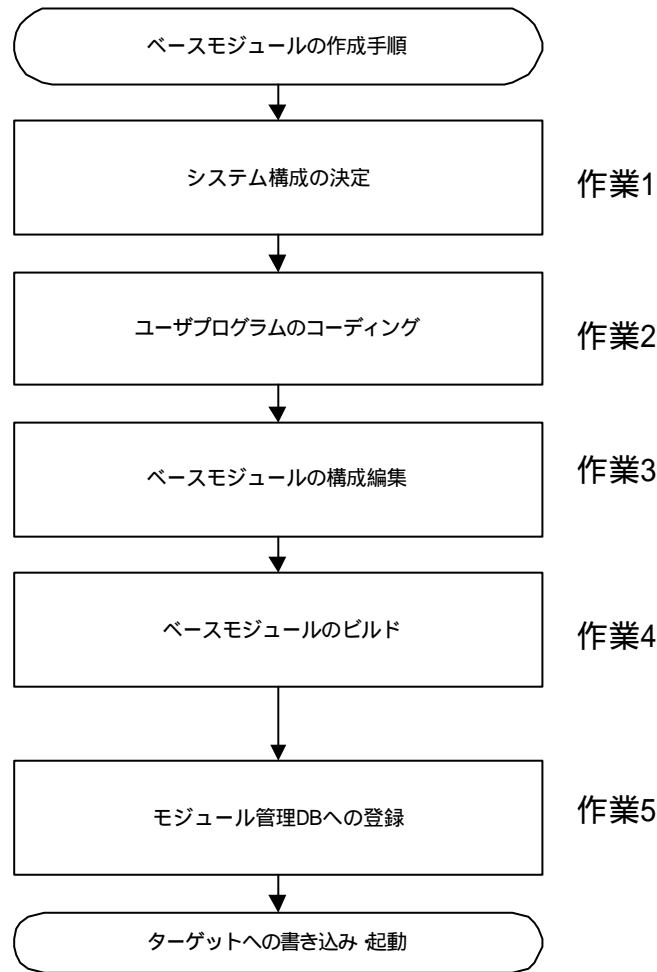 ベースモジュールの作成手順
システム構成の決定
作業1
ユーザプログラムのコーディング
作業2
ベースモジュールの構成編集
作業3
ベースモジュールのビルド
作業4
モジュール管理DBへの登録
作業5
ターゲットへの書き込み・起動